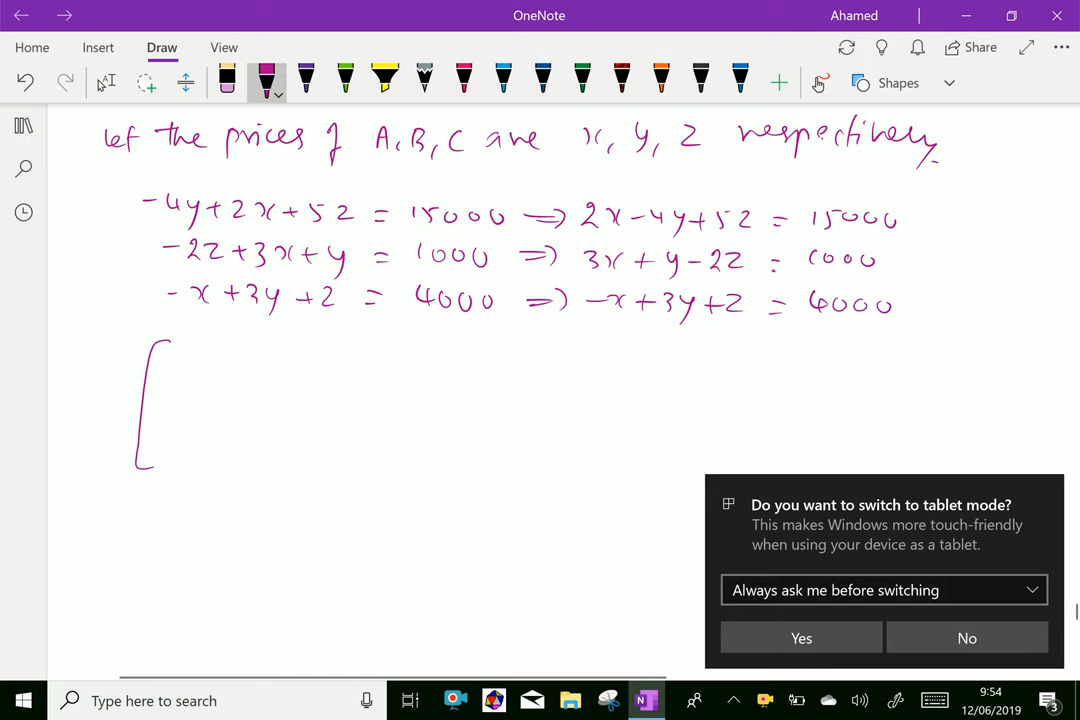 OneNote
Ahamed
Home Insert Draw View
Share
Shapes
Let the prices of A, B, C are x, y, z respectively.
-4y+2x+5z = 15000 ⇒ 2x-4y+5z = 15000
-2z+3x+y = 1000 ⇒ 3x+y-2z = 1000
-x+3y+z = 4000 ⇒ -x+3y+z = 4000
Do you want to switch to tablet mode?
This makes Windows more touch-friendly
when using your device as a tablet.
Always ask me before switching
Yes No
Type here to search
9:54
12/06/2019
3